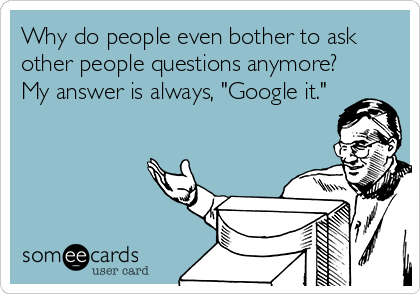 Why do people even bother to ask
other people questions anymore?
My answer is always, "Google it."
someecards
user card